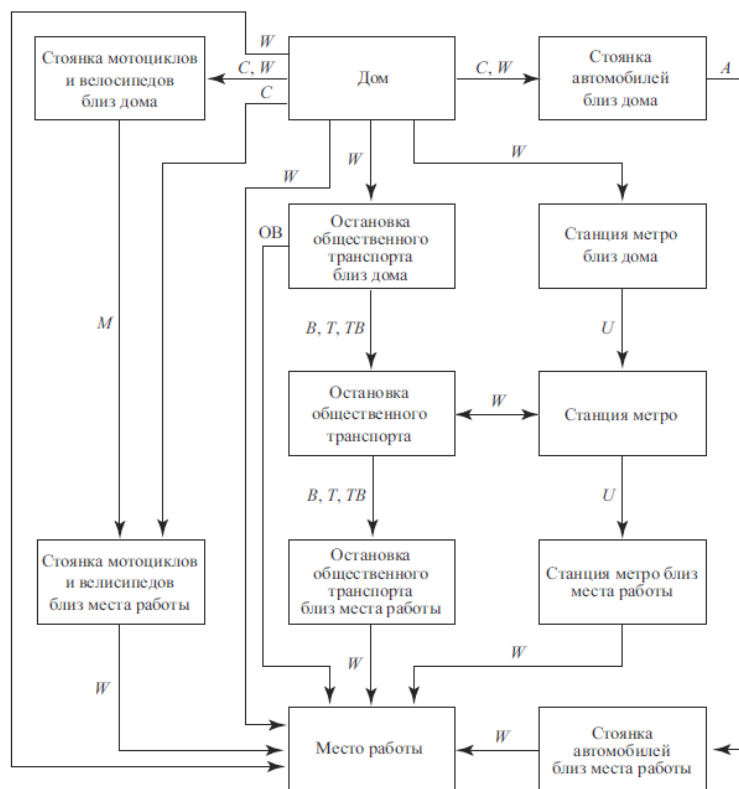 W
Стоянка мотоциклов
и велосипедов
близ дома
C, W
C
Дом
C, W
Стоянка
автомобилей
близ дома
A
W
W
W
ОВ
Остановка
общественного
транспорта
близ дома
Станция метро
близ дома
M
B, T, TB
U
Остановка
общественного
транспорта
W
Станция метро
B, T, TB
U
Стоянка мотоциклов
и велисипедов
близ места работы
Остановка
общественного
транспорта
близ места работы
Станция метро близ
места работы
W
W
W
Место работы
W
Стоянка
автомобилей
близ места работы